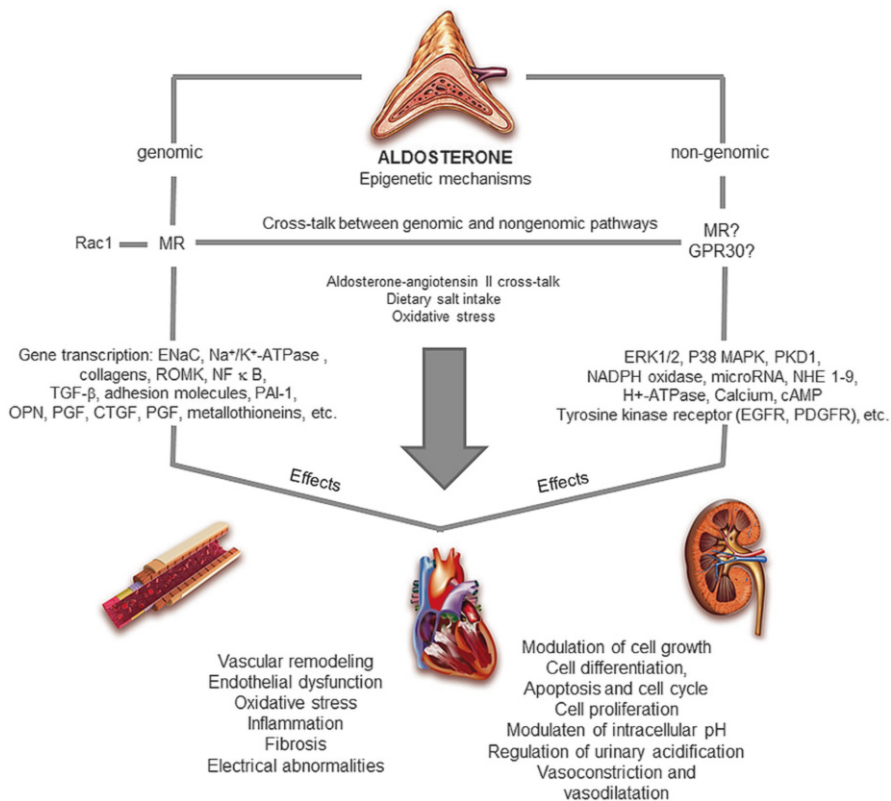 genomic
non-genomic
ALDOSTERONE
Epigenetic mechanisms
Cross-talk between genomic and nongenomic pathways
Rac1
MR
MR?
GPR30?
Aldosterone-angiotensin II cross-talk
Dietary salt intake
Oxidative stress
Gene transcription: ENaC, Na⁺/K⁺-ATPase ,
collagens, ROMK, NF κ B,
TGF-β, adhesion molecules, PAI-1,
OPN, PGF, CTGF, PGF, metallothioneins, etc.
ERK1/2, P38 MAPK, PKD1,
NADPH oxidase, microRNA, NHE 1-9,
H+-ATPase, Calcium, cAMP
Tyrosine kinase receptor (EGFR, PDGFR), etc.
Effects
Effects
Vascular remodeling
Endothelial dysfunction
Oxidative stress
Inflammation
Fibrosis
Electrical abnormalities
Modulation of cell growth
Cell differentiation,
Apoptosis and cell cycle
Cell proliferation
Modulaten of intracellular pH
Regulation of urinary acidification
Vasoconstriction and
vasodilatation